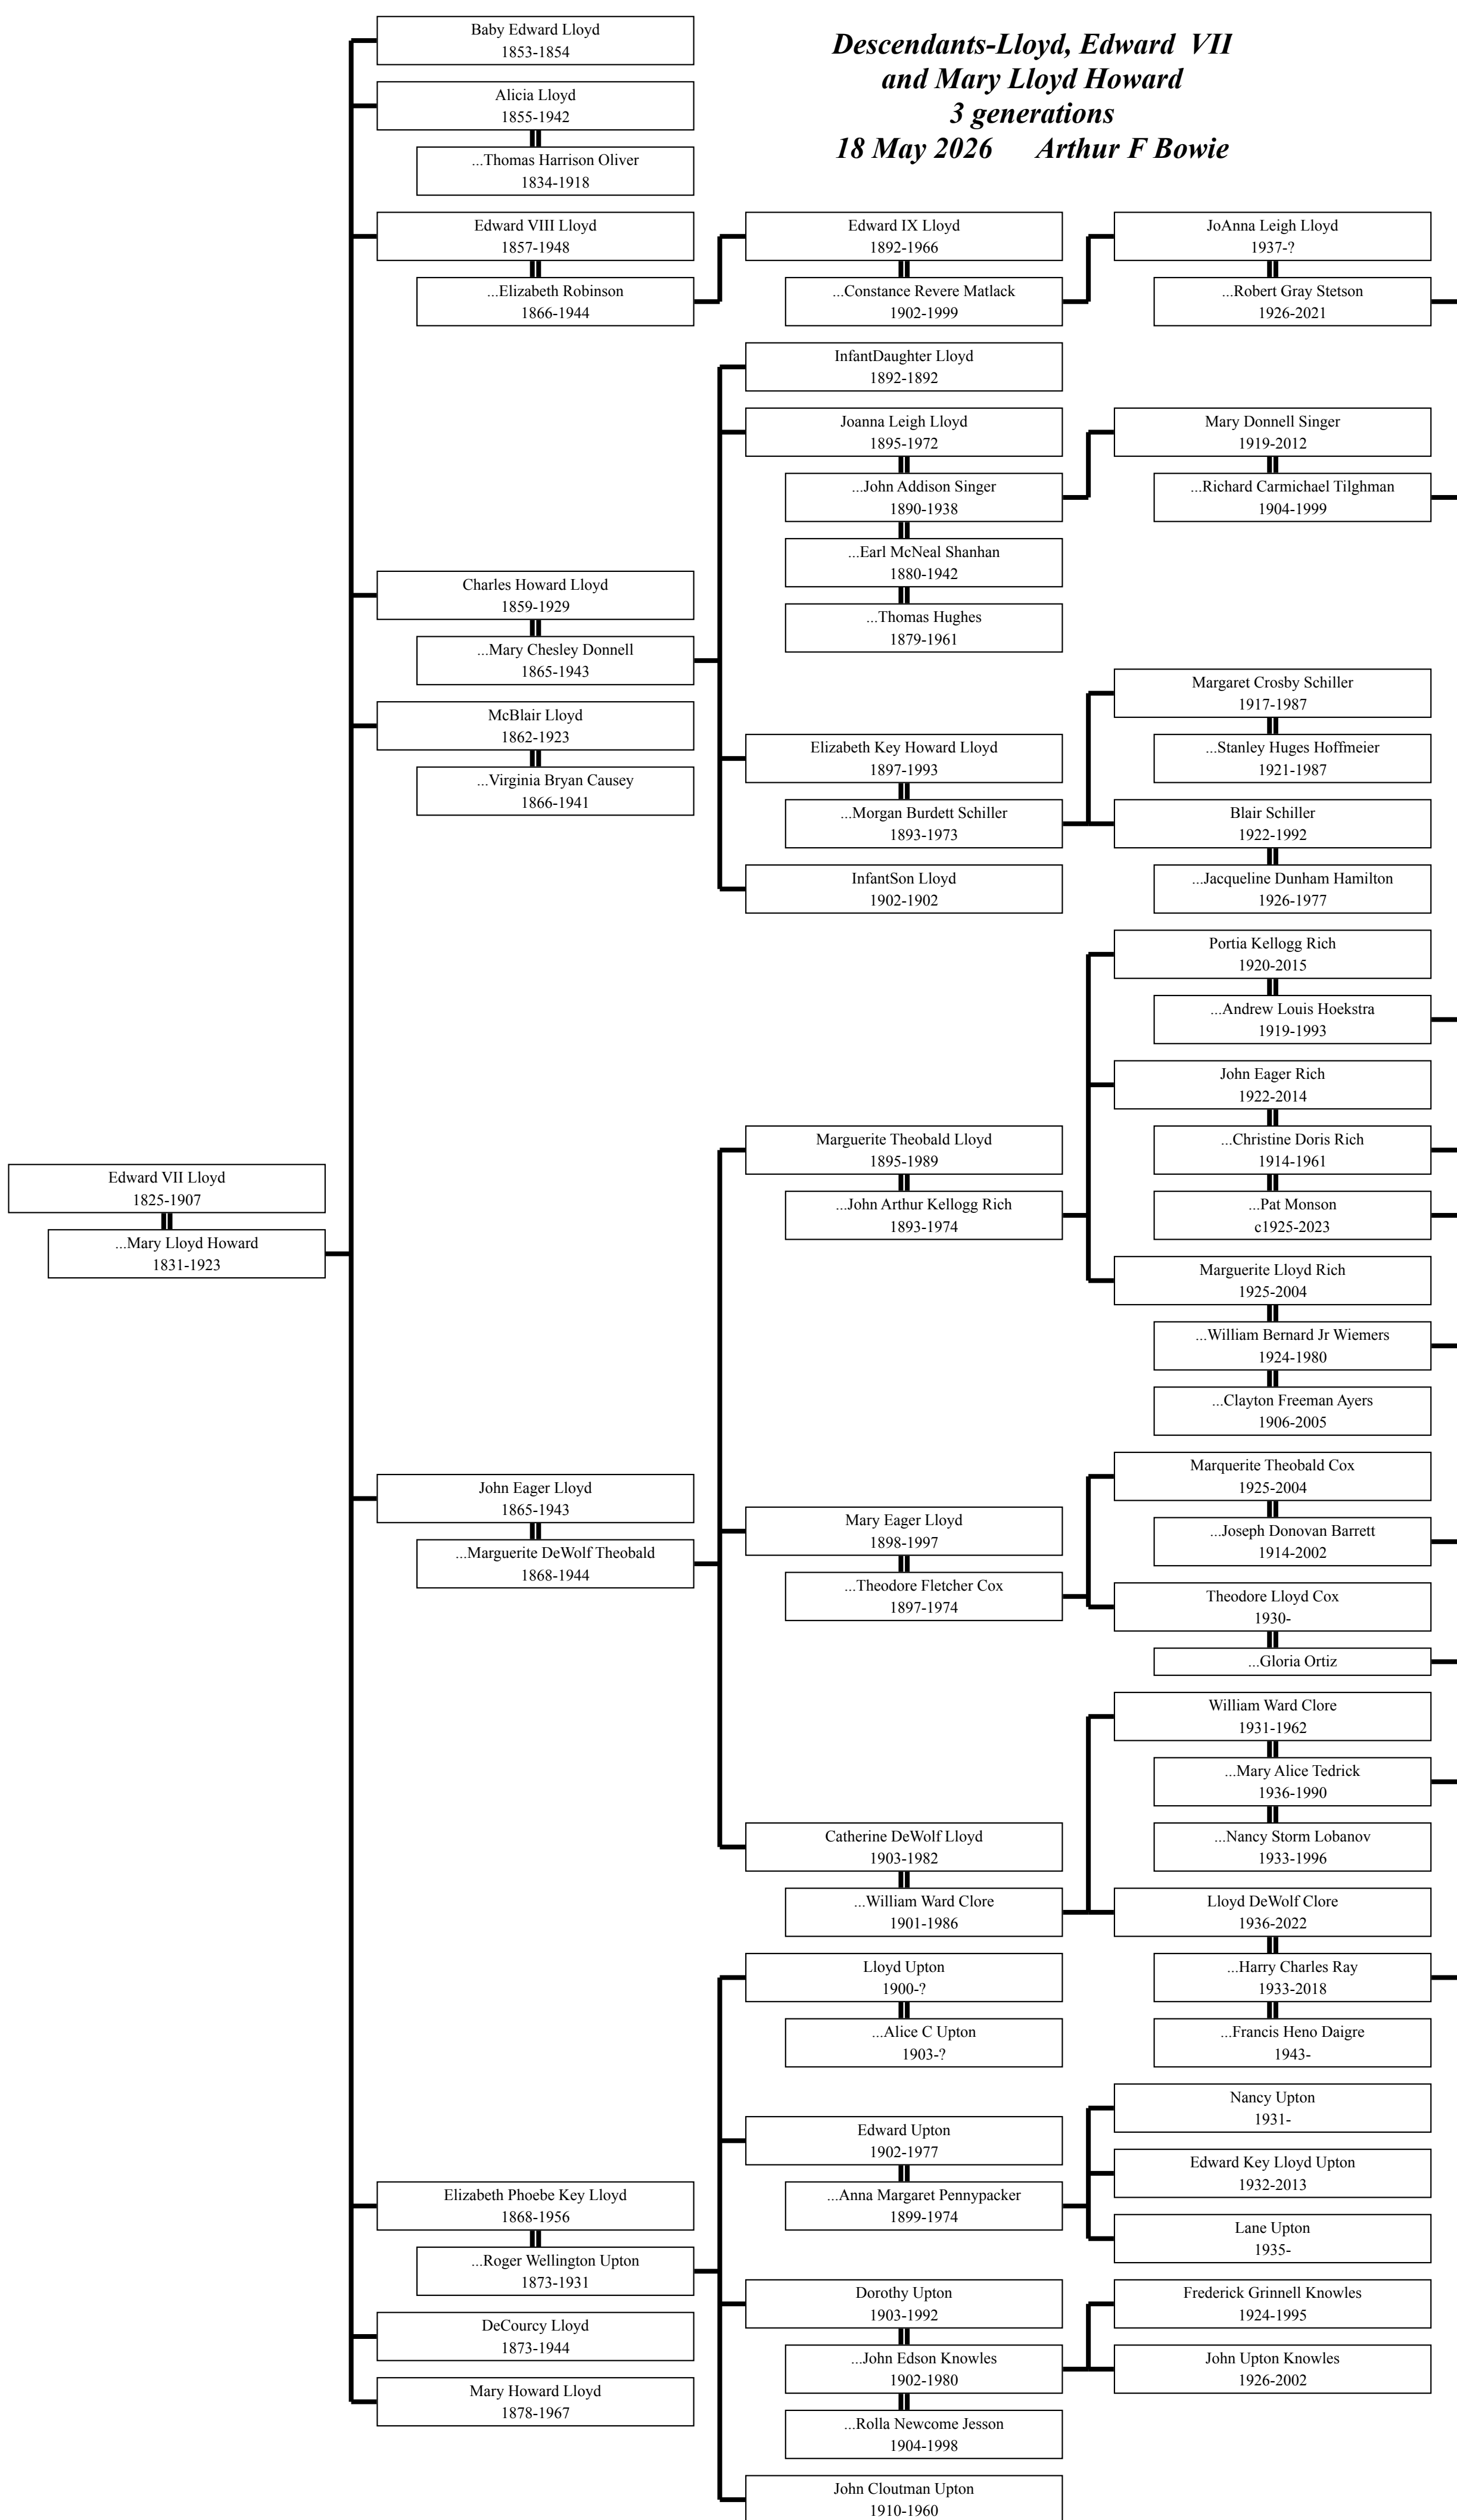 Descendants-Lloyd, Edward VII
and Mary Lloyd Howard
3 generations
18 May 2026 Arthur F Bowie
Edward VII Lloyd
1825-1907
...Mary Lloyd Howard
1831-1923
Baby Edward Lloyd
1853-1854
Alicia Lloyd
1855-1942
...Thomas Harrison Oliver
1834-1918
Edward VIII Lloyd
1857-1948
...Elizabeth Robinson
1866-1944
Edward IX Lloyd
1892-1966
...Constance Revere Matlack
1902-1999
JoAnna Leigh Lloyd
1937-?
...Robert Gray Stetson
1926-2021
Charles Howard Lloyd
1859-1929
...Mary Chesley Donnell
1865-1943
InfantDaughter Lloyd
1892-1892
Joanna Leigh Lloyd
1895-1972
...John Addison Singer
1890-1938
...Earl McNeal Shanhan
1880-1942
...Thomas Hughes
1879-1961
Mary Donnell Singer
1919-2012
...Richard Carmichael Tilghman
1904-1999
Elizabeth Key Howard Lloyd
1897-1993
...Morgan Burdett Schiller
1893-1973
Margaret Crosby Schiller
1917-1987
...Stanley Huges Hoffmeier
1921-1987
Blair Schiller
1922-1992
...Jacqueline Dunham Hamilton
1926-1977
InfantSon Lloyd
1902-1902
McBlair Lloyd
1862-1923
...Virginia Bryan Causey
1866-1941
John Eager Lloyd
1865-1943
...Marguerite DeWolf Theobald
1868-1944
Marguerite Theobald Lloyd
1895-1989
...John Arthur Kellogg Rich
1893-1974
Portia Kellogg Rich
1920-2015
...Andrew Louis Hoekstra
1919-1993
John Eager Rich
1922-2014
...Christine Doris Rich
1914-1961
...Pat Monson
c1925-2023
Marguerite Lloyd Rich
1925-2004
...William Bernard Jr Wiemers
1924-1980
...Clayton Freeman Ayers
1906-2005
Mary Eager Lloyd
1898-1997
...Theodore Fletcher Cox
1897-1974
Marquerite Theobald Cox
1925-2004
...Joseph Donovan Barrett
1914-2002
Theodore Lloyd Cox
1930-
...Gloria Ortiz
Catherine DeWolf Lloyd
1903-1982
...William Ward Clore
1901-1986
William Ward Clore
1931-1962
...Mary Alice Tedrick
1936-1990
...Nancy Storm Lobanov
1933-1996
Lloyd DeWolf Clore
1936-2022
...Harry Charles Ray
1933-2018
...Francis Heno Daigre
1943-
Elizabeth Phoebe Key Lloyd
1868-1956
...Roger Wellington Upton
1873-1931
Lloyd Upton
1900-?
...Alice C Upton
1903-?
Edward Upton
1902-1977
...Anna Margaret Pennypacker
1899-1974
Nancy Upton
1931-
Edward Key Lloyd Upton
1932-2013
Lane Upton
1935-
Dorothy Upton
1903-1992
...John Edson Knowles
1902-1980
...Rolla Newcome Jesson
1904-1998
Frederick Grinnell Knowles
1924-1995
John Upton Knowles
1926-2002
John Cloutman Upton
1910-1960
DeCourcy Lloyd
1873-1944
Mary Howard Lloyd
1878-1967